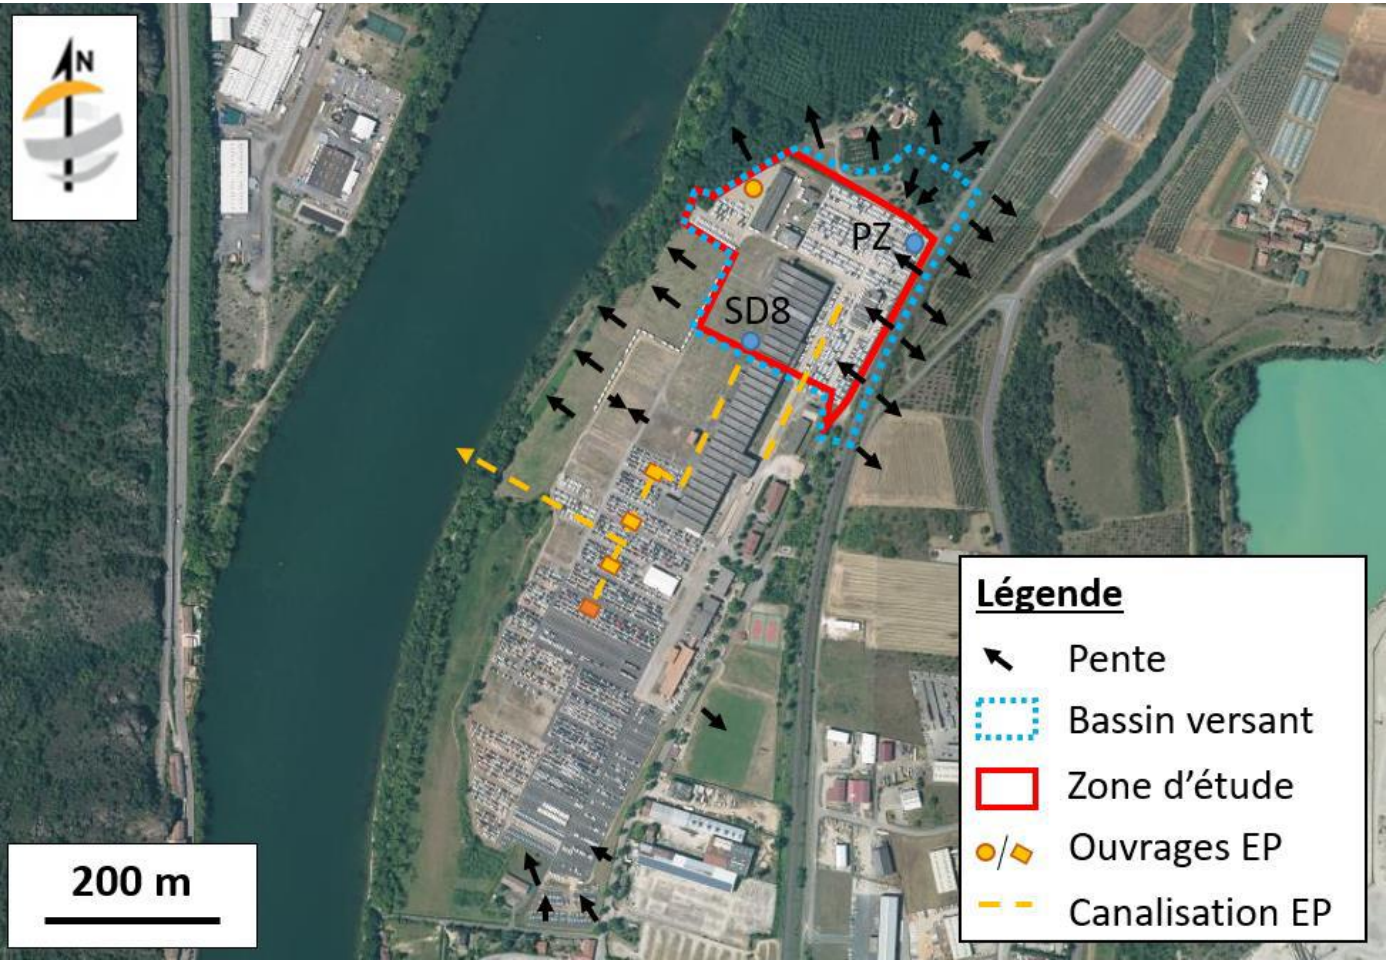 N
PZ
SD8
Légende
Pente
Bassin versant
Zone d'étude
Ouvrages EP
Canalisation EP
200 m